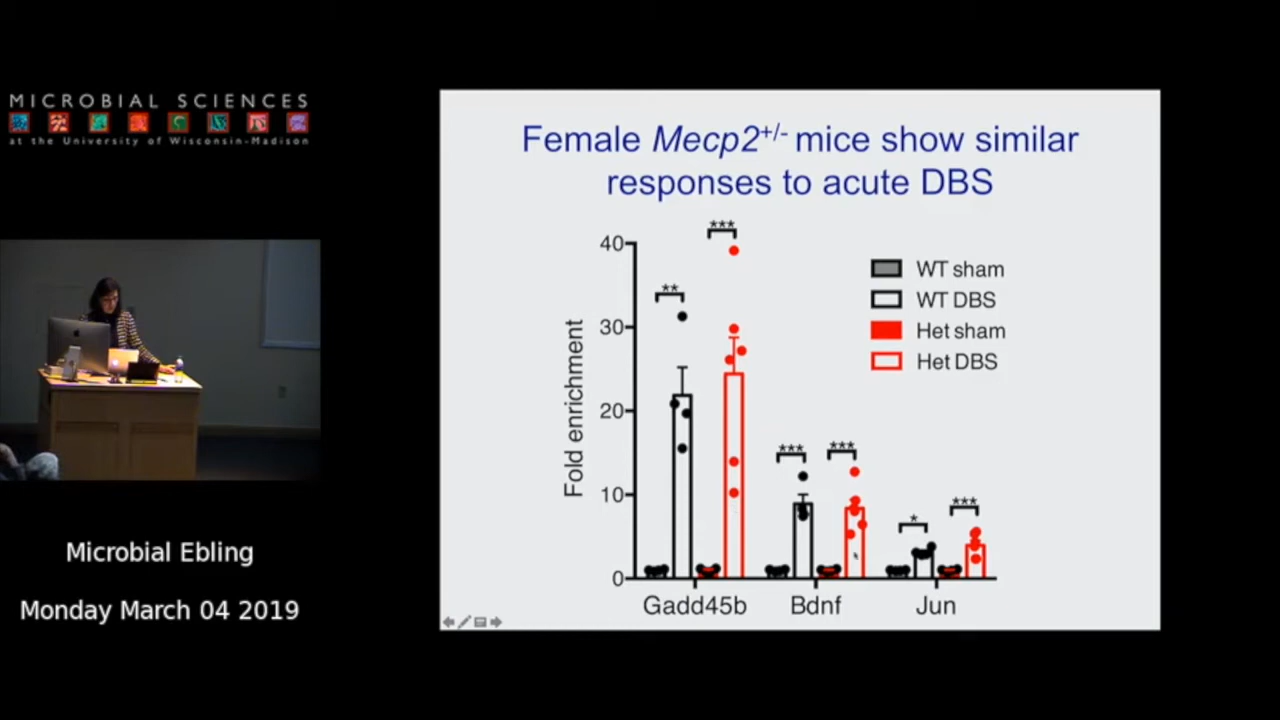 MICROBIAL SCIENCES
at the University of Wisconsin-Madison
Microbial Ebling
Monday March 04 2019
Female Mecp2+/- mice show similar
responses to acute DBS
Fold enrichment
40
30
20
10
0
***
**
***
***
*
***
WT sham
WT DBS
Het sham
Het DBS
Gadd45b
Bdnf
Jun